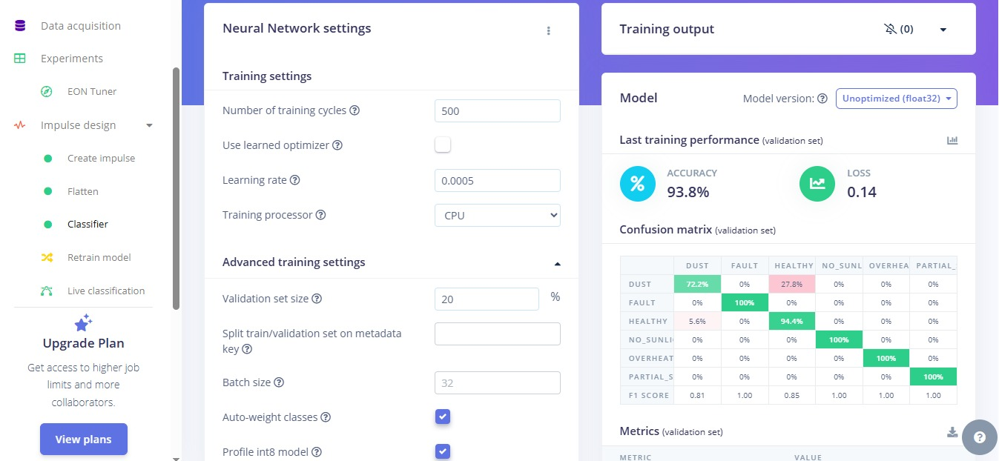 Data acquisition
Experiments
EON Tuner
Impulse design
Create impulse
Flatten
Classifier
Retrain model
Live classification
Upgrade Plan
Get access to higher job
limits and more
collaborators.
View plans
Neural Network settings
Training settings
Number of training cycles ?
500
Use learned optimizer ?
Learning rate ?
0.0005
Training processor ?
CPU
Advanced training settings
Validation set size ?
20
%
Split train/validation set on metadata
key ?
Batch size ?
32
Auto-weight classes ?
Profile int8 model ?
Training output
(0)
Model
Model version: ?
Unoptimized (float32)
Last training performance (validation set)
%
ACCURACY
93.8%
LOSS
0.14
Confusion matrix (validation set)
DUST FAULT HEALTHY NO_SUNL OVERHEA PARTIAL_
DUST 72.2% 0% 27.8% 0% 0% 0%
FAULT 0% 100% 0% 0% 0% 0%
HEALTHY 5.6% 0% 94.4% 0% 0% 0%
NO_SUNLI 0% 0% 0% 100% 0% 0%
OVERHEAT 0% 0% 0% 0% 100% 0%
PARTIAL_S 0% 0% 0% 0% 0% 100%
F1 SCORE 0.81 1.00 0.85 1.00 1.00 1.00
Metrics (validation set)
?
METRIC VALUE